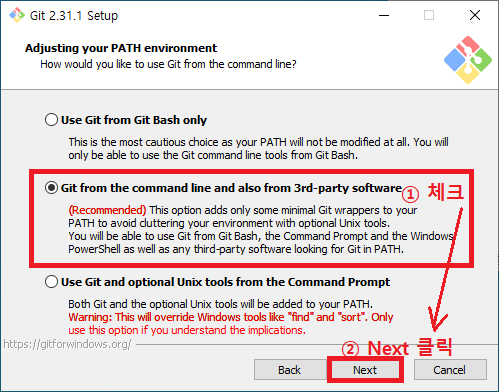 Git 2.31.1 Setup
Adjusting your PATH environment
How would you like to use Git from the command line?
Use Git from Git Bash only
This is the most cautious choice as your PATH will not be modified at all. You will
only be able to use the Git command line tools from Git Bash.
Git from the command line and also from 3rd-party software
① 체크
(Recommended) This option adds only some minimal Git wrappers to your
PATH to avoid cluttering your environment with optional Unix tools.
You will be able to use Git from Git Bash, the Command Prompt and the Windows
PowerShell as well as any third-party software looking for Git in PATH.
Use Git and optional Unix tools from the Command Prompt
Both Git and the optional Unix tools will be added to your PATH.
Warning: This will override Windows tools like "find" and "sort". Only
use this option if you understand the implications.
https://gitforwindows.org/
② Next 클릭
Back
Next
Cancel